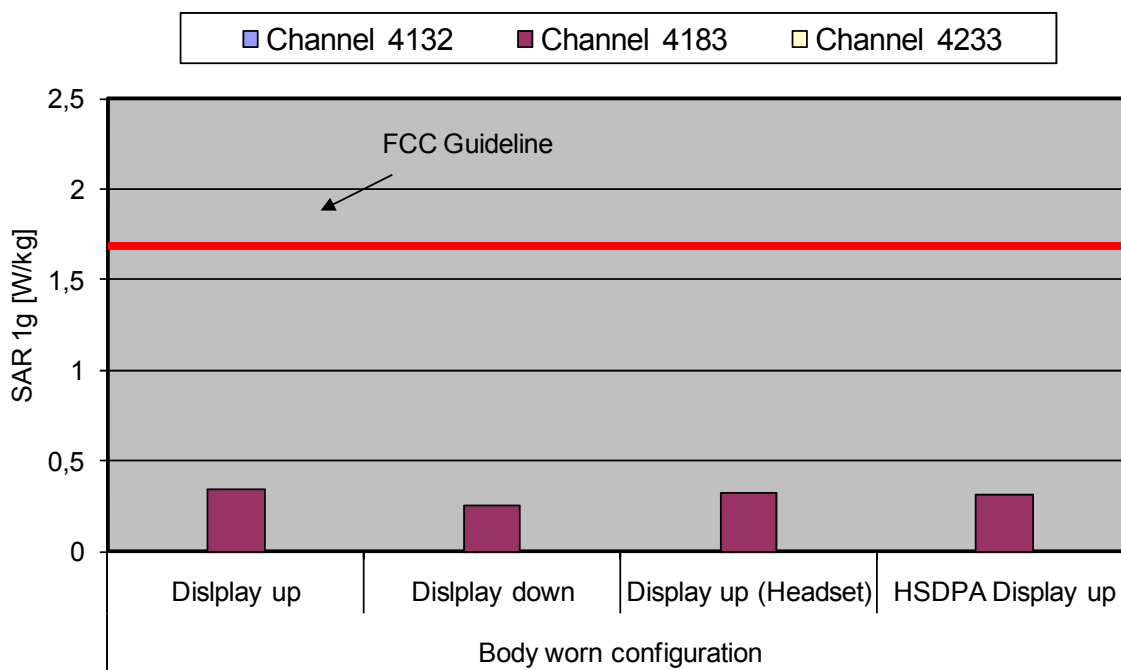 Channel 4132 Channel 4183 Channel 4233
2,5
FCC Guideline
2
1,5
1
0,5
0
SAR 1g [W/kg]
Dislplay up Dislplay down Display up (Headset) HSDPA Display up
Body worn configuration